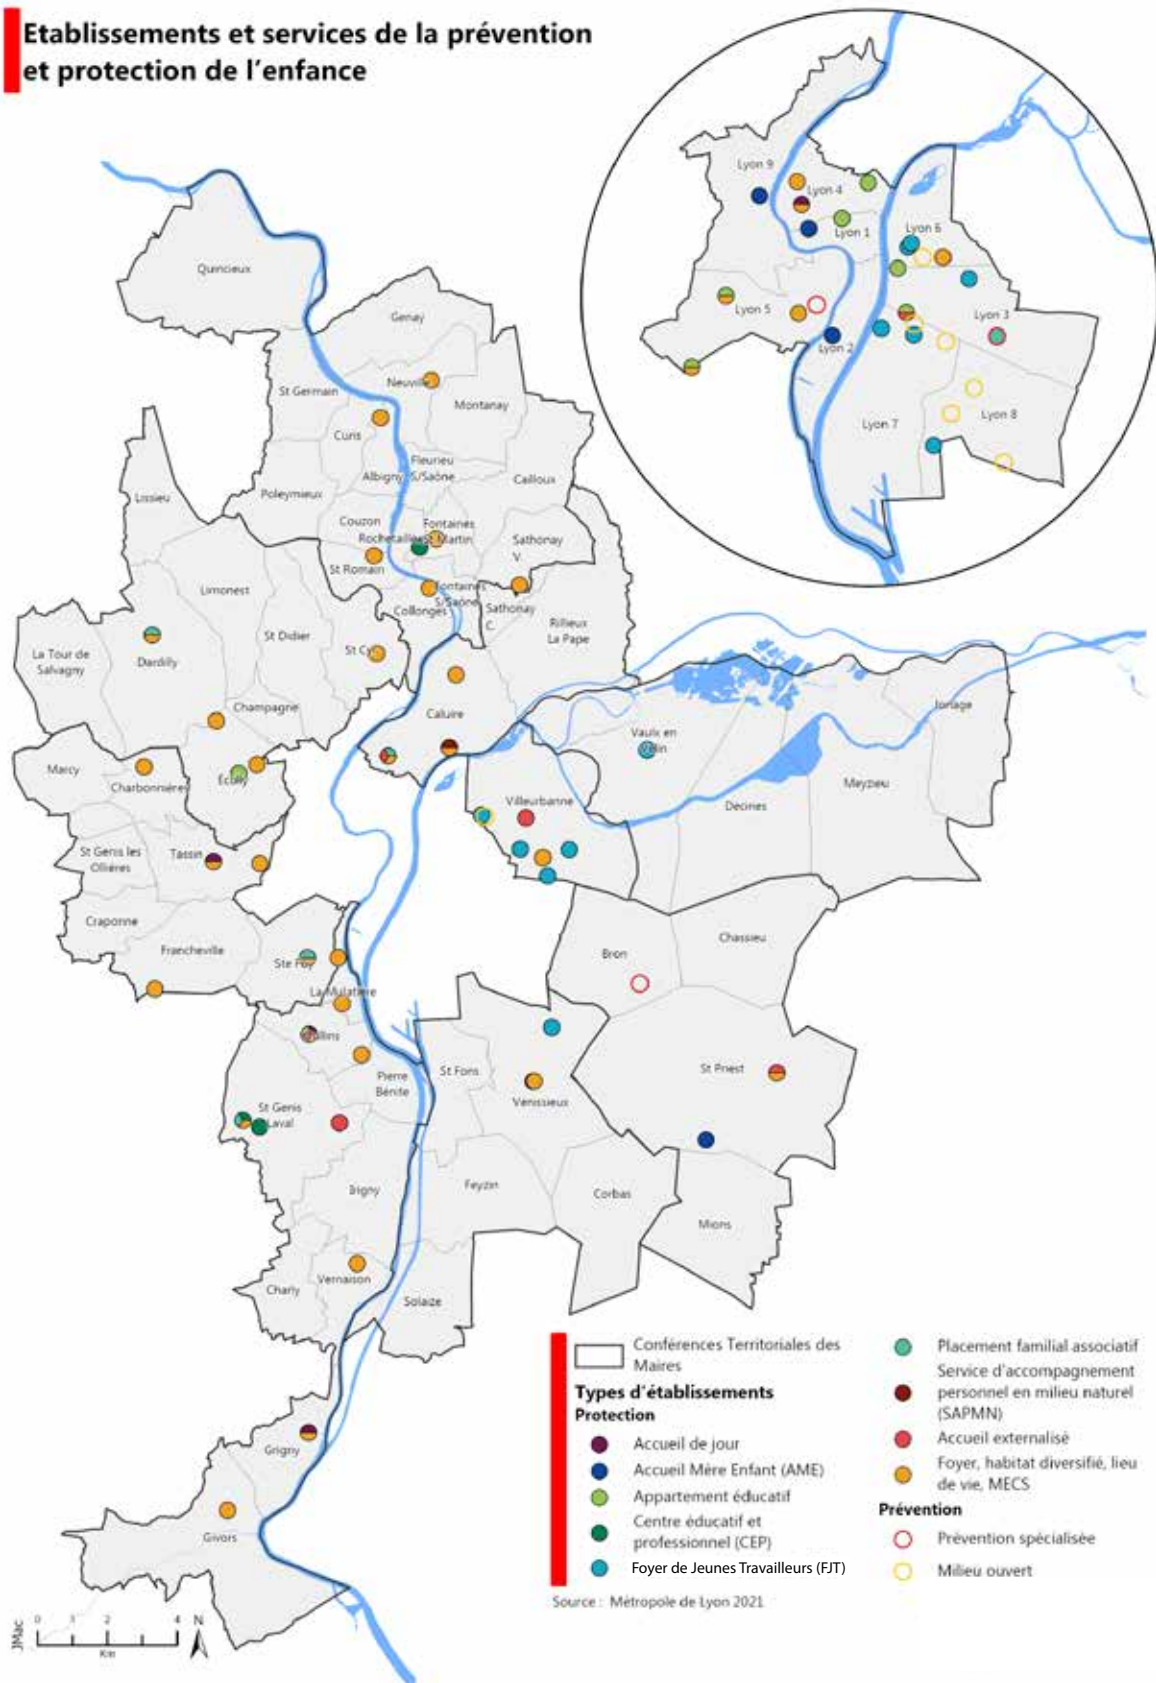 Etablissements et services de la prévention
et protection de l'enfance
Lyon 9
Lyon 4
Lyon 1
Lyon 6
Lyon 5
Lyon 2
Lyon 3
Lyon 7
Lyon 8
Quincieux
Genay
Neuville
St Germain
Montanay
Curis
Fleurieu
S/Saône
Albigny
Cailloux
Poleymieux
Lissieu
Couzon
Fontaines
St Martin
Rochetaillée
Sathonay
V.
St Romain
Limonest
Fontaines
S/Saône
Collonges
Sathonay
C.
Rillieux
La Pape
St Didier
St Cyr
La Tour de
Salvagny
Dardilly
Champagne
Caluire
Vaulx en
Velin
Jonage
Marcy
Charbonnières
Écully
Meyzieu
Villeurbanne
Décines
St Genis les
Ollières
Tassin
Craponne
Francheville
Ste Foy
La Mulatière
Bron
Chassieu
Oullins
Pierre
Bénite
St Fons
Vénissieux
St Priest
St Genis
Laval
Irigny
Feyzin
Corbas
Mions
Charly
Vernaison
Solaize
Grigny
Givors
Conférences Territoriales des
Maires
Types d'établissements
Protection
Accueil de jour
Accueil Mère Enfant (AME)
Appartement éducatif
Centre éducatif et
professionnel (CEP)
Foyer de Jeunes Travailleurs (FJT)
Placement familial associatif
Service d'accompagnement
personnel en milieu naturel
(SAPMN)
Accueil externalisé
Foyer, habitat diversifié, lieu
de vie, MECS
Prévention
Prévention spécialisée
Milieu ouvert
Source : Métropole de Lyon 2021
JMac
0 1 2 4
Km
N